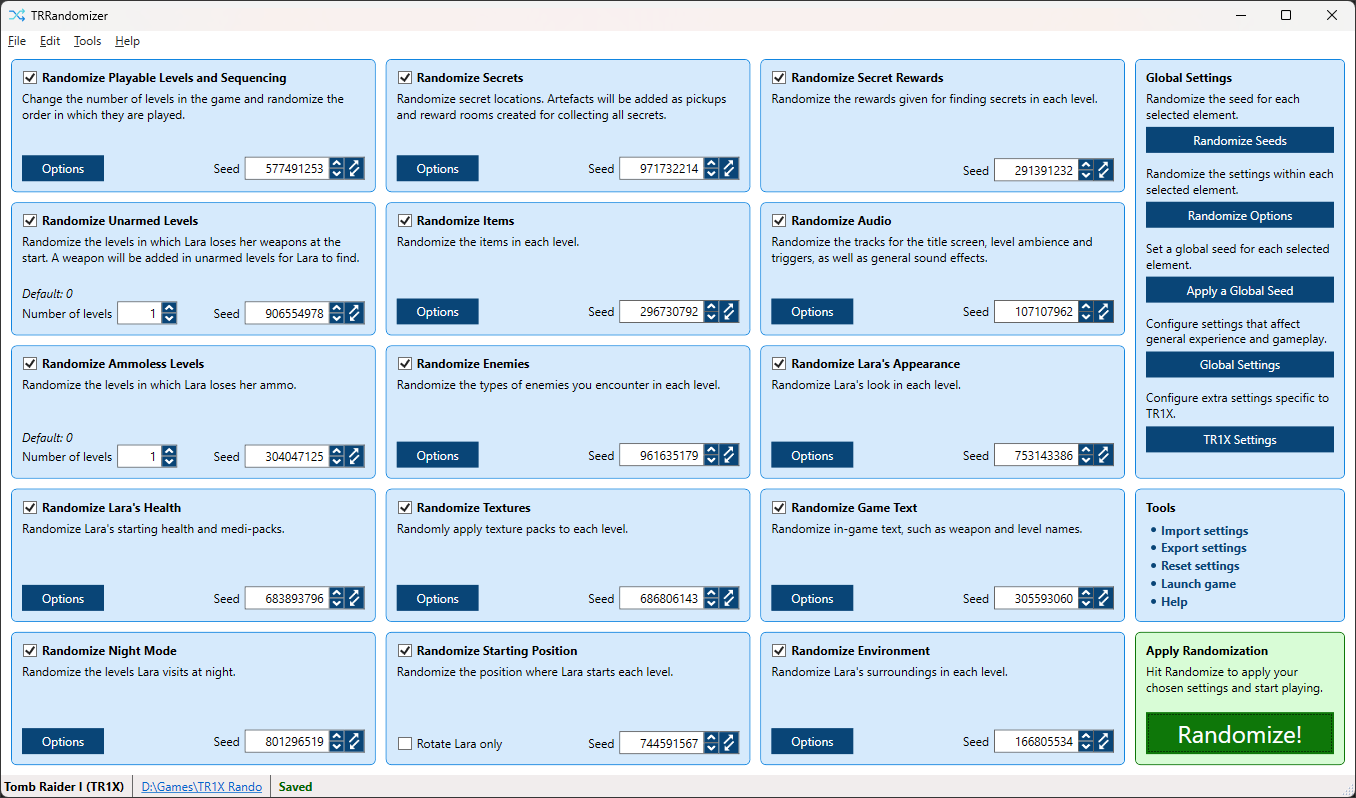 TRRandomizer
File Edit Tools Help
Randomize Playable Levels and Sequencing
Change the number of levels in the game and randomize the
order in which they are played.
Options Seed 577491253
Randomize Secrets
Randomize secret locations. Artefacts will be added as pickups
and reward rooms created for collecting all secrets.
Options Seed 971732214
Randomize Secret Rewards
Randomize the rewards given for finding secrets in each level.
Seed 291391232
Randomize Unarmed Levels
Randomize the levels in which Lara loses her weapons at the
start. A weapon will be added in unarmed levels for Lara to find.
Default: 0
Number of levels 1 Seed 906554978
Randomize Items
Randomize the items in each level.
Options Seed 296730792
Randomize Audio
Randomize the tracks for the title screen, level ambience and
triggers, as well as general sound effects.
Options Seed 107107962
Randomize Ammoless Levels
Randomize the levels in which Lara loses her ammo.
Default: 0
Number of levels 1 Seed 304047125
Randomize Enemies
Randomize the types of enemies you encounter in each level.
Options Seed 961635179
Randomize Lara's Appearance
Randomize Lara's look in each level.
Options Seed 753143386
Randomize Lara's Health
Randomize Lara's starting health and medi-packs.
Options Seed 683893796
Randomize Textures
Randomly apply texture packs to each level.
Options Seed 686806143
Randomize Game Text
Randomize in-game text, such as weapon and level names.
Options Seed 305593060
Randomize Night Mode
Randomize the levels Lara visits at night.
Options Seed 801296519
Randomize Starting Position
Randomize the position where Lara starts each level.
Rotate Lara only Seed 744591567
Randomize Environment
Randomize Lara's surroundings in each level.
Options Seed 166805534
Global Settings
Randomize the seed for each
selected element.
Randomize Seeds
Randomize the settings within each
selected element.
Randomize Options
Set a global seed for each selected
element.
Apply a Global Seed
Configure settings that affect
general experience and gameplay.
Global Settings
Configure extra settings specific to
TR1X.
TR1X Settings
Tools
• Import settings
• Export settings
• Reset settings
• Launch game
• Help
Apply Randomization
Hit Randomize to apply your
chosen settings and start playing.
Randomize!
Tomb Raider I (TR1X) D:\Games\TR1X Rando Saved